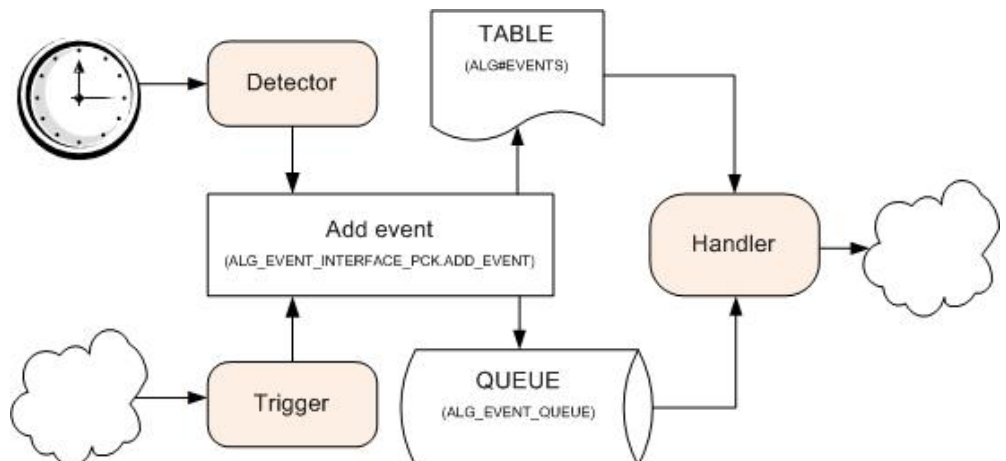 TABLE
(ALG#EVENTS)
Detector
Add event
(ALG_EVENT_INTERFACE_PCK.ADD_EVENT)
Handler
Trigger
QUEUE
(ALG_EVENT_QUEUE)